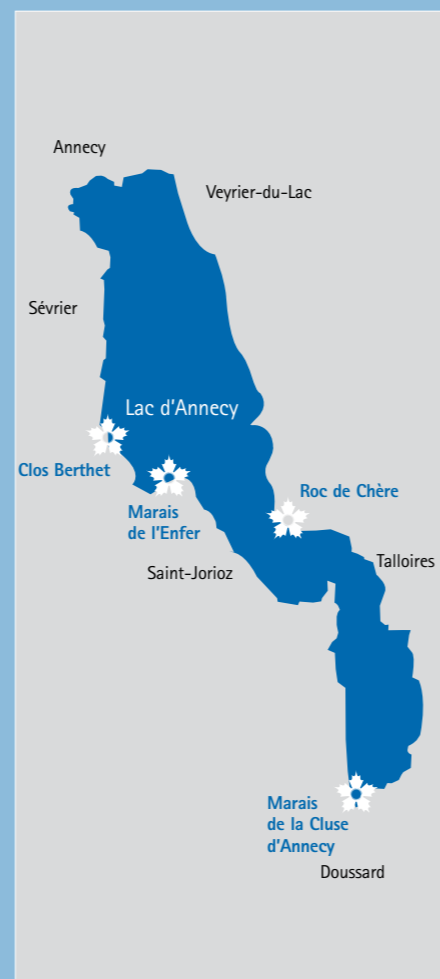 Annecy
Veyrier-du-Lac
Sévrier
Lac d'Annecy
Clos Berthet
Roc de Chère
Marais
de l'Enfer
Talloires
Saint-Jorioz
Marais
de la Cluse
d'Annecy
Doussard